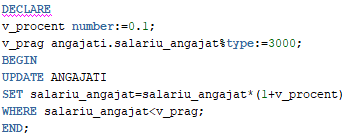 DECLARE
v_procent number:=0.1;
v_prag angajati.salariu_angajat%type:=3000;
BEGIN
UPDATE ANGAJATI
SET salariu_angajat=salariu_angajat*(1+v_procent)
WHERE salariu_angajat<v_prag;
END;